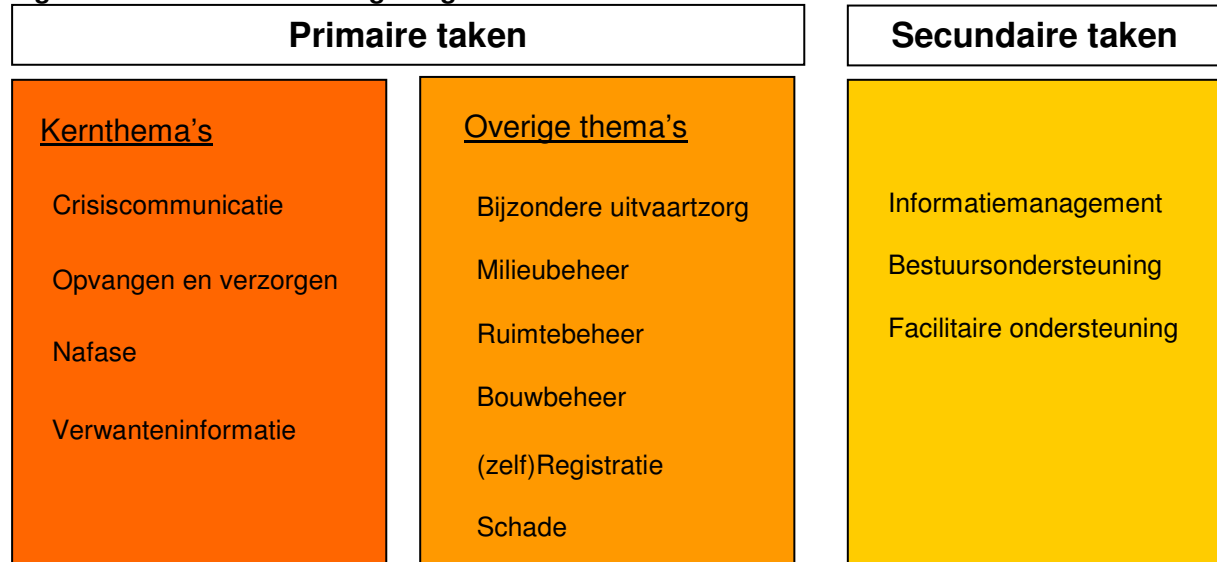 Primaire taken
Secundaire taken
Kernthema's
Crisiscommunicatie
Opvangen en verzorgen
Nafase
Verwanteninformatie
Overige thema's
Bijzondere uitvaartzorg
Milieubeheer
Ruimtebeheer
Bouwbeheer
(zelf)Registratie
Schade
Informatiemanagement
Bestuursondersteuning
Facilitaire ondersteuning